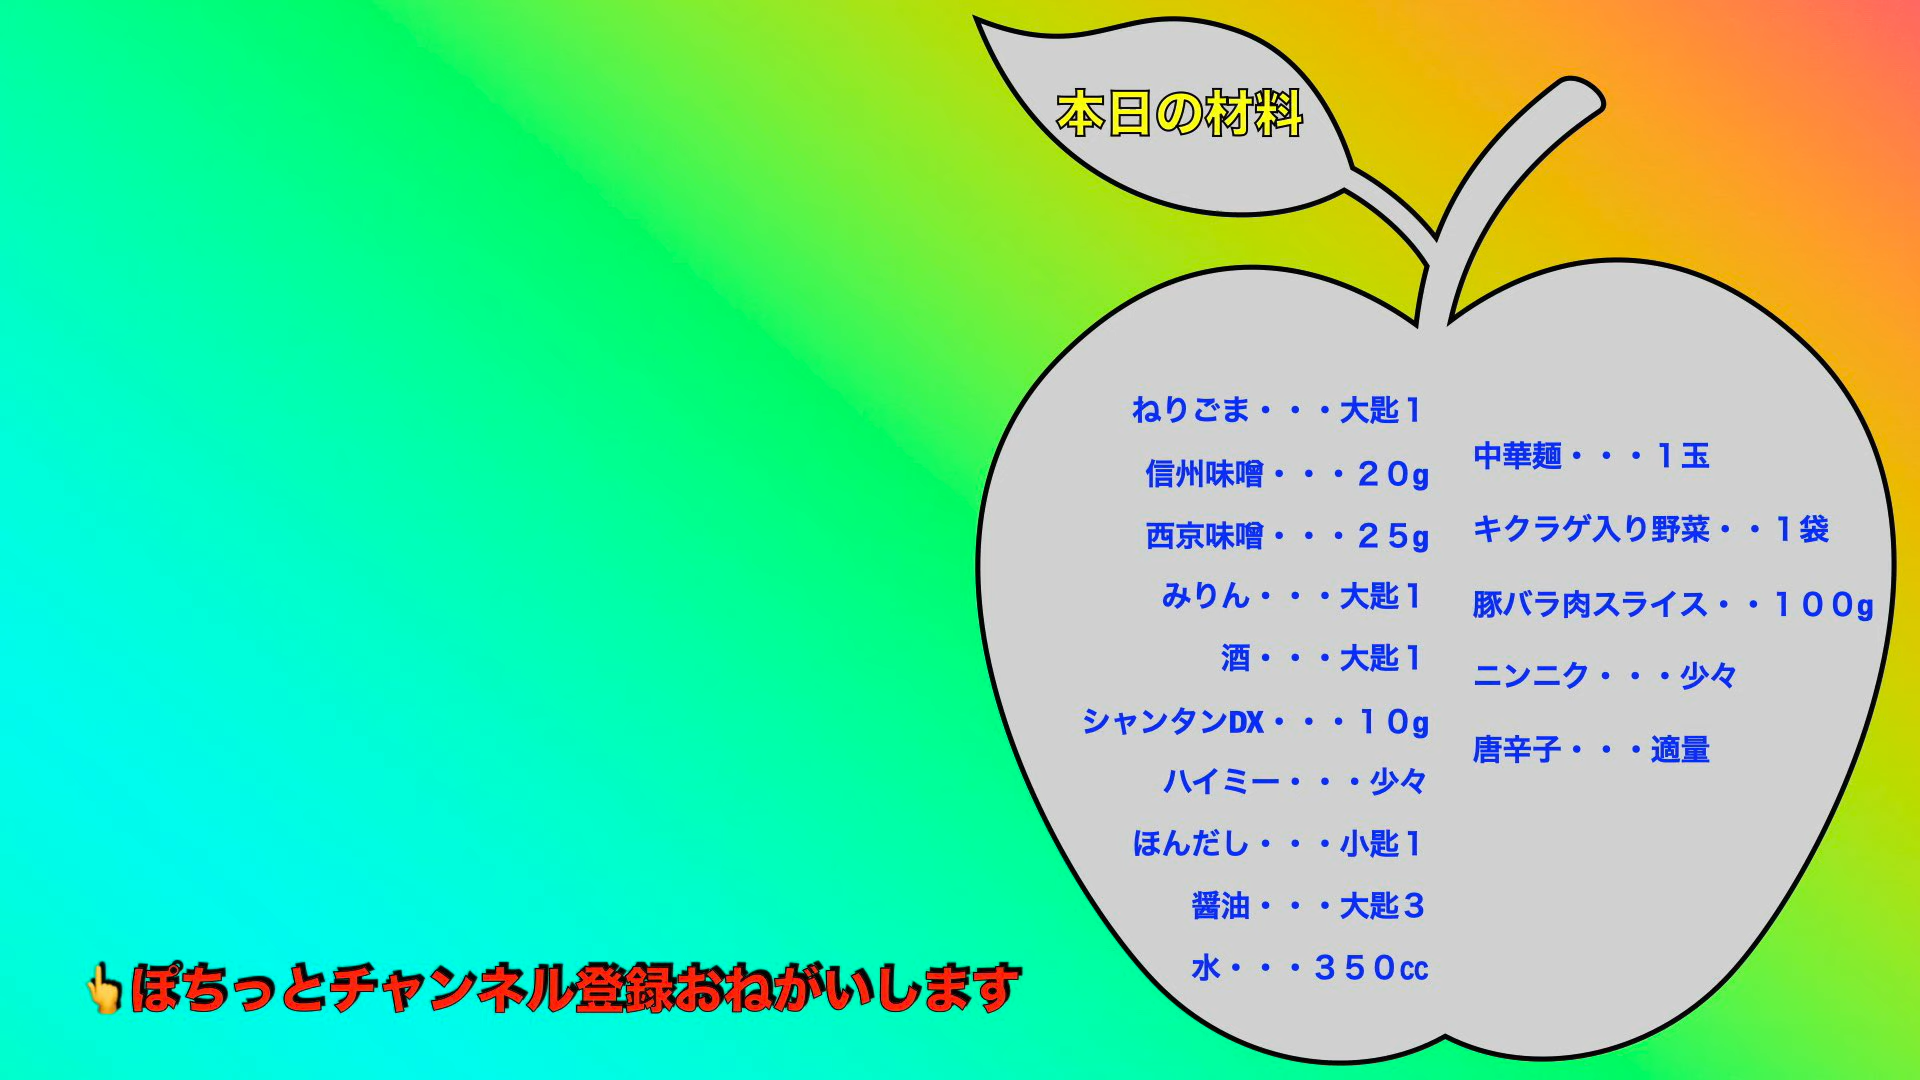 本日の材料
ねりごま・・・大匙１
信州味噌・・・２０g
西京味噌・・・２５g
みりん・・・大匙１
酒・・・大匙１
シャンタンDX・・・１０g
ハイミー・・・少々
ほんだし・・・小匙１
醤油・・・大匙３
水・・・３５０cc
中華麺・・・１玉
キクラゲ入り野菜・・１袋
豚バラ肉スライス・・１００g
ニンニク・・・少々
唐辛子・・・適量
👆ぽちっとチャンネル登録おねがいします